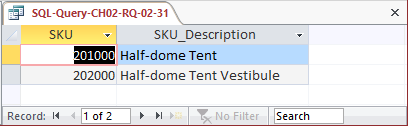 SQL-Query-CH02-RQ-02-31
SKU SKU_Description
201000 Half-dome Tent
202000 Half-dome Tent Vestibule
Record: 1 of 2 No Filter Search